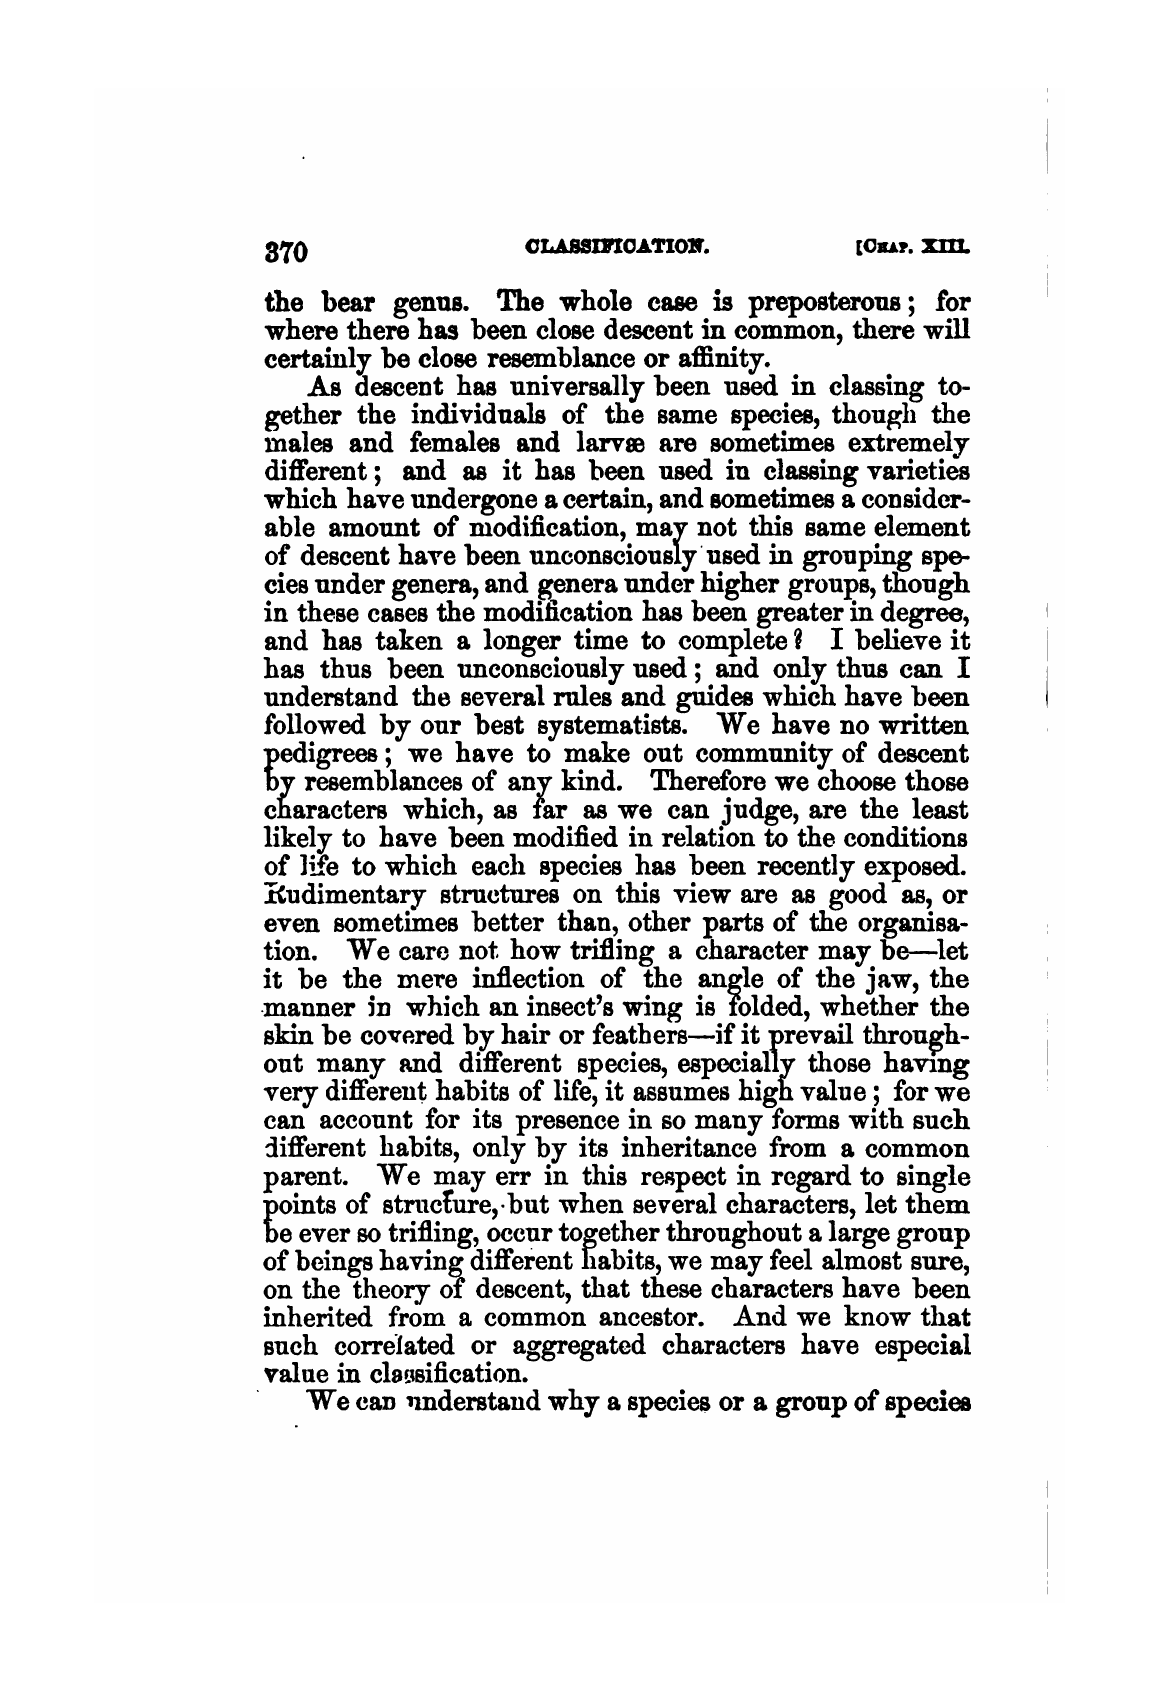 370 CLASSIFICATION. [CHAP. XIII.
the bear genus. The whole case is preposterous; for
where there has been close descent in common, there will
certainly be close resemblance or affinity.
As descent has universally been used in classing to-
gether the individuals of the same species, though the
males and females and larvæ are sometimes extremely
different; and as it has been used in classing varieties
which have undergone a certain, and sometimes a consider-
able amount of modification, may not this same element
of descent have been unconsciously used in grouping spe-
cies under genera, and genera under higher groups, though
in these cases the modification has been greater in degree,
and has taken a longer time to complete? I believe it
has thus been unconsciously used; and only thus can I
understand the several rules and guides which have been
followed by our best systematists. We have no written
pedigrees; we have to make out community of descent
by resemblances of any kind. Therefore we choose those
characters which, as far as we can judge, are the least
likely to have been modified in relation to the conditions
of life to which each species has been recently exposed.
Rudimentary structures on this view are as good as, or
even sometimes better than, other parts of the organisa-
tion. We care not how trifling a character may be—let
it be the mere inflection of the angle of the jaw, the
manner in which an insect's wing is folded, whether the
skin be covered by hair or feathers—if it prevail through-
out many and different species, especially those having
very different habits of life, it assumes high value; for we
can account for its presence in so many forms with such
different habits, only by its inheritance from a common
parent. We may err in this respect in regard to single
points of structure, but when several characters, let them
be ever so trifling, occur together throughout a large group
of beings having different habits, we may feel almost sure,
on the theory of descent, that these characters have been
inherited from a common ancestor. And we know that
such correlated or aggregated characters have especial
value in classification.
We can understand why a species or a group of species